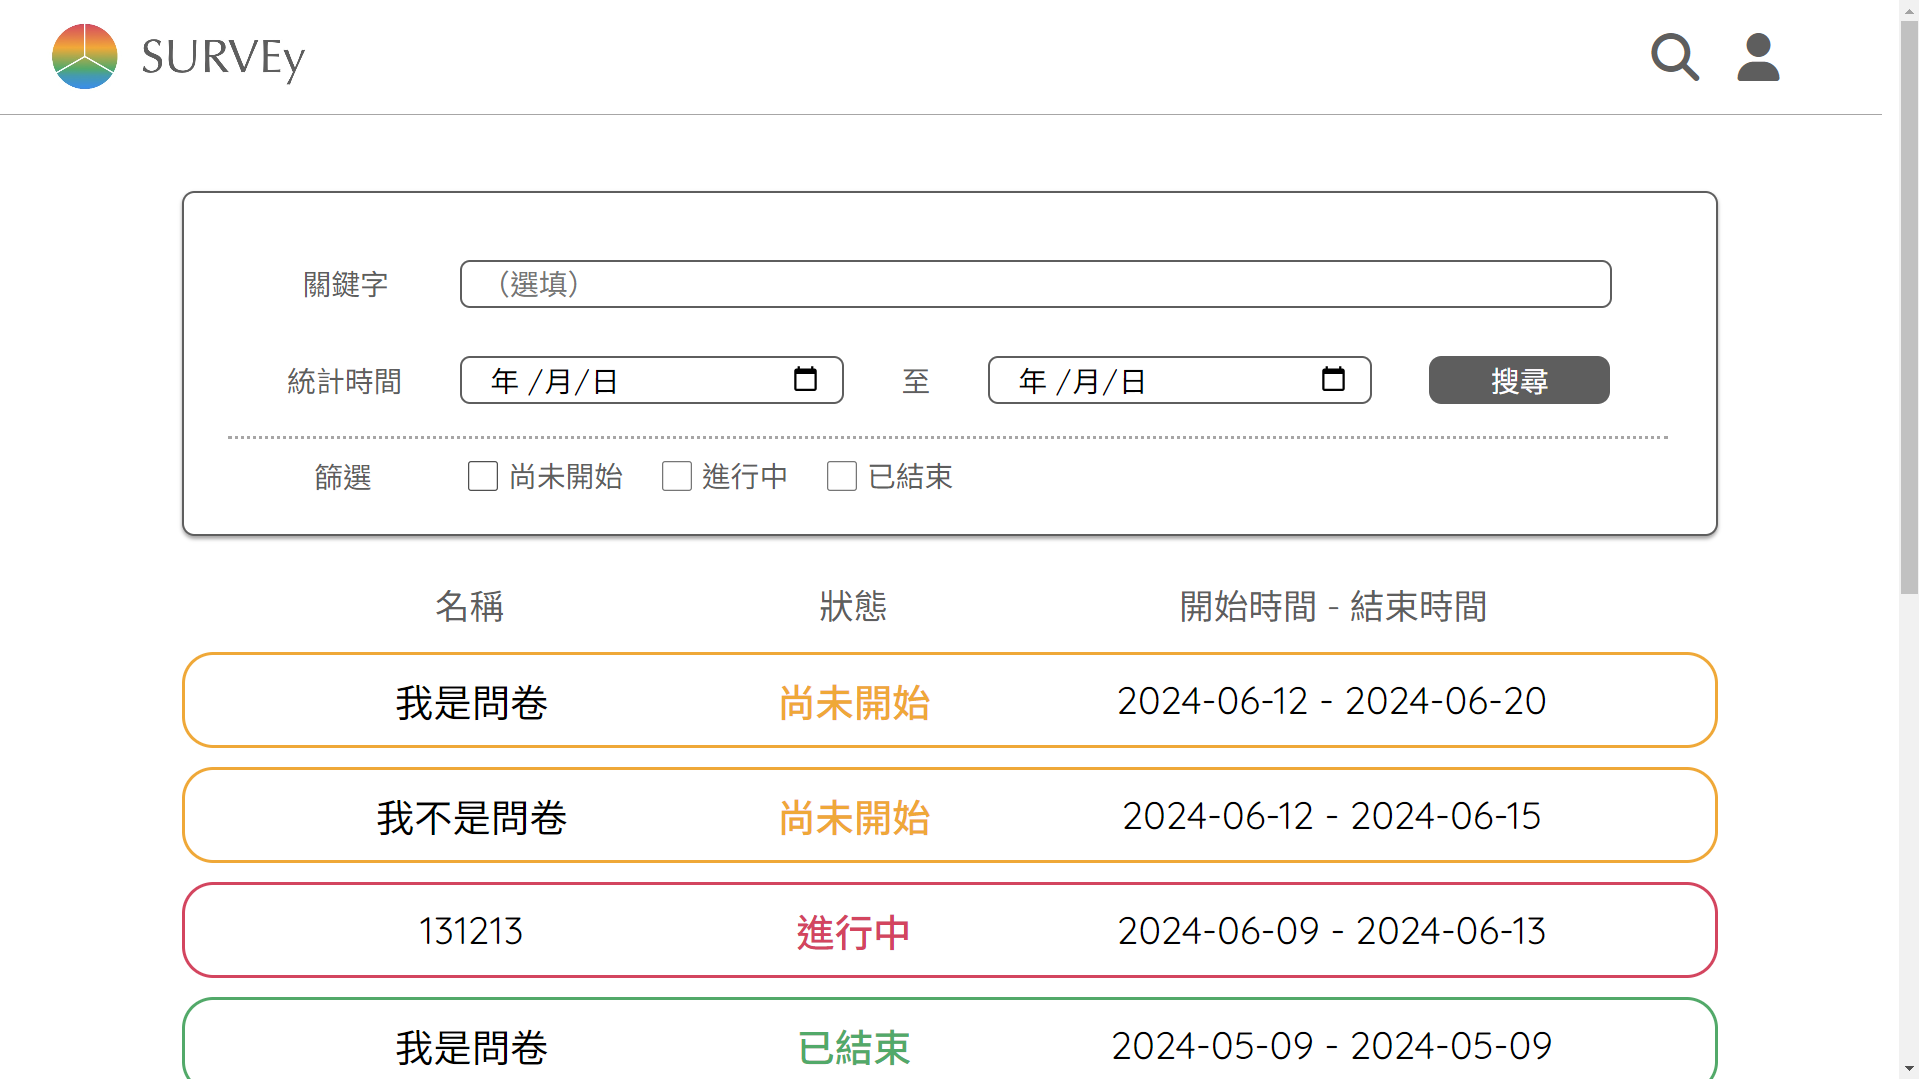 SURVEy
關鍵字 （選填）
統計時間 年 /月/日 至 年 /月/日 搜尋
篩選 尚未開始 進行中 已結束
名稱 狀態 開始時間 - 結束時間
我是問卷 尚未開始 2024-06-12 - 2024-06-20
我不是問卷 尚未開始 2024-06-12 - 2024-06-15
131213 進行中 2024-06-09 - 2024-06-13
我是問卷 已結束 2024-05-09 - 2024-05-09